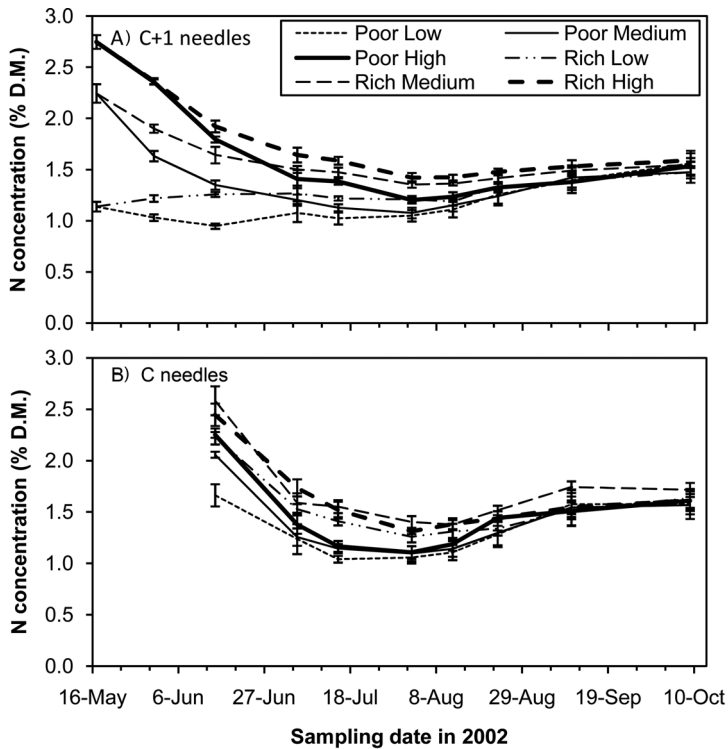 A) C+1 needles
Poor Low
Poor Medium
Poor High
Rich Low
Rich Medium
Rich High
N concentration (% D.M.)
3.0
2.5
2.0
1.5
1.0
0.5
0.0
B) C needles
N concentration (% D.M.)
3.0
2.5
2.0
1.5
1.0
0.5
0.0
16-May 6-Jun 27-Jun 18-Jul 8-Aug 29-Aug 19-Sep 10-Oct
Sampling date in 2002